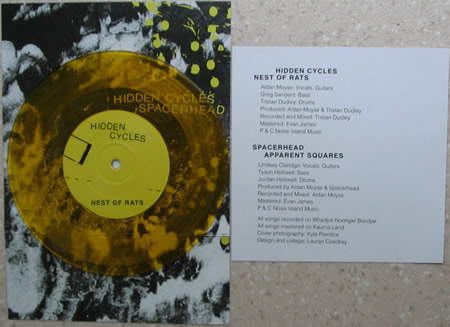 HIDDEN CYCLES
SPACERHEAD
HIDDEN
CYCLES
NEST OF RATS
HIDDEN CYCLES
NEST OF RATS
Aidan Moyse: Vocals, Guitars
Greg Sanders: Bass
Tristan Dudley: Drums
Produced: Aidan Moyse & Tristan Dudley
Recorded and Mixed: Tristan Dudley
Mastered: Evan James
P & C Noise Island Music
SPACERHEAD
APPARENT SQUARES
Lindsey Claridge: Vocals: Guitars
Tyson Helliwell: Bass
Jordan Helliwell: Drums
Produced by Aidan Moyse & Spacerhead
Recorded and Mixed: Aidan Moyse
Mastered: Evan James
P & C Noise Island Music
All songs recorded on Whadjuk Noongar Boodjar
All songs mastered on Kaurna Land
Cover photography: Kyle Prentice
Design and collage: Lauren Cowdrey